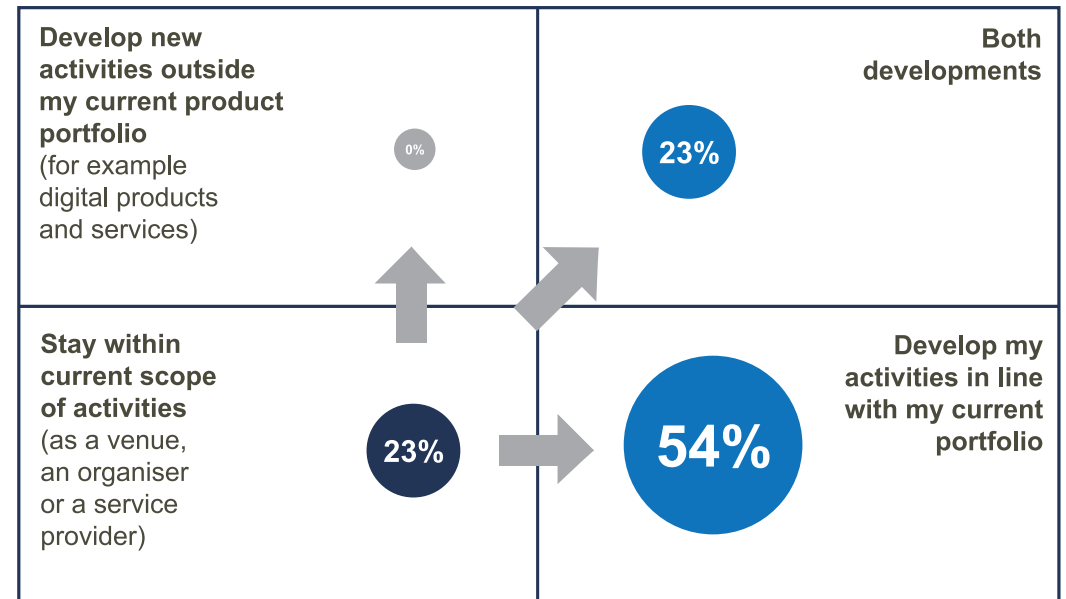 Develop new
activities outside
my current product
portfolio
(for example
digital products
and services)
0%
Both
developments
23%
Stay within
current scope
of activities
(as a venue,
an organiser
or a service
provider)
23%
Develop my
activities in line
with my current
portfolio
54%